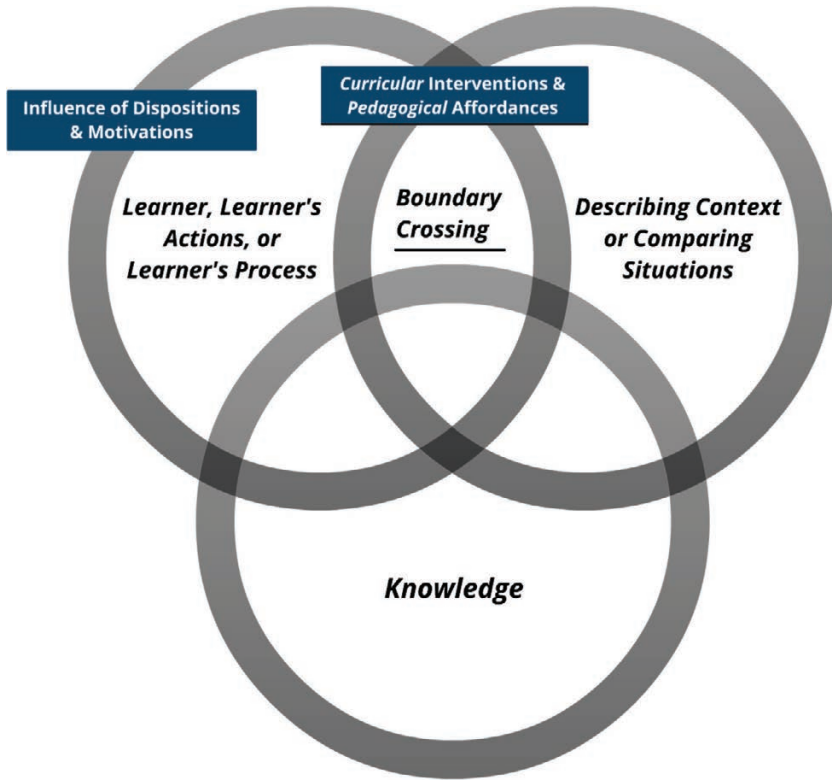 Influence of Dispositions
& Motivations
Curricular Interventions &
Pedagogical Affordances
Learner, Learner's
Actions, or
Learner's Process
Boundary
Crossing
Describing Context
or Comparing
Situations
Knowledge